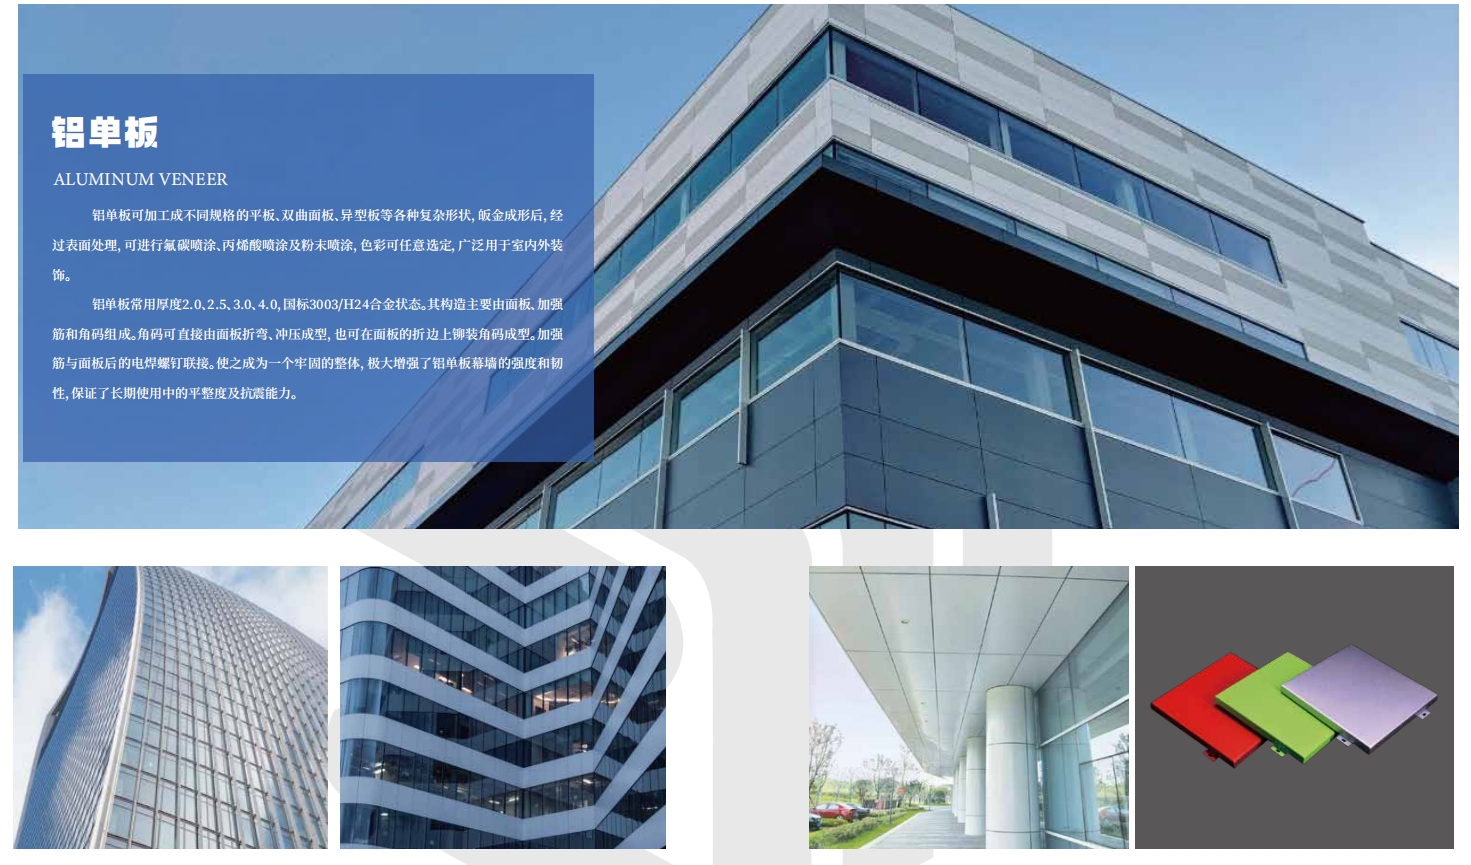 铝单板
ALUMINUM VENEER
铝单板可加工成不同规格的平板、双曲面板、异型板等各种复杂形状, 钣金成形后, 经
过表面处理, 可进行氟碳喷涂、丙烯酸喷涂及粉末喷涂, 色彩可任意选定, 广泛用于室内外装
饰。
铝单板常用厚度2.0、2.5、3.0、4.0, 国标3003/H24合金状态。其构造主要由面板、加强
筋和角码组成。角码可直接由面板折弯、冲压成型, 也可在面板的折边上铆装角码成型。加强
筋与面板后的电焊螺钉联接。使之成为一个牢固的整体, 极大增强了铝单板幕墙的强度和韧
性, 保证了长期使用中的平整度及抗震能力。